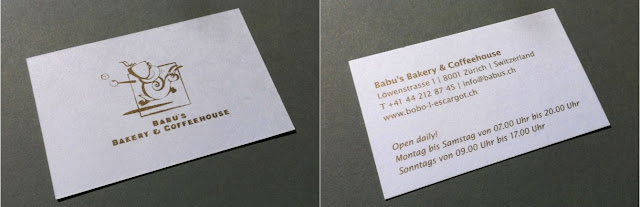 Babu's
Bakery & Coffeehouse
Babu's Bakery & Coffeehouse
Löwenstrasse 1 | 8001 Zürich | Switzerland
T +41 44 212 87 45 | info@babus.ch
www.bobo-l-escargot.ch
Open daily!
Montag bis Samstag von 07.00 Uhr bis 20.00 Uhr
Sonntags von 09.00 Uhr bis 17.00 Uhr